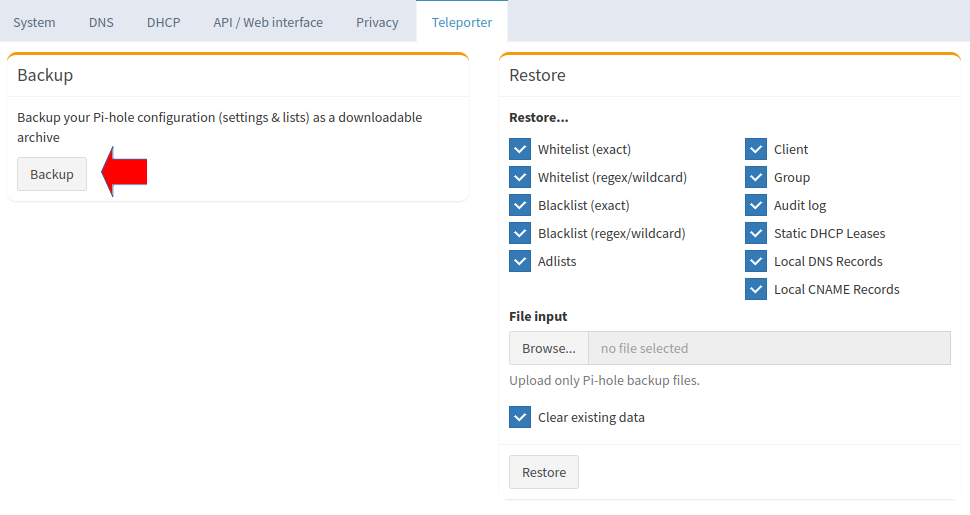 System DNS DHCP API / Web interface Privacy Teleporter
Backup
Backup your Pi-hole configuration (settings & lists) as a downloadable
archive
Backup
Restore
Restore...
Whitelist (exact)
Whitelist (regex/wildcard)
Blacklist (exact)
Blacklist (regex/wildcard)
Adlists
Client
Group
Audit log
Static DHCP Leases
Local DNS Records
Local CNAME Records
File input
Browse... no file selected
Upload only Pi-hole backup files.
Clear existing data
Restore